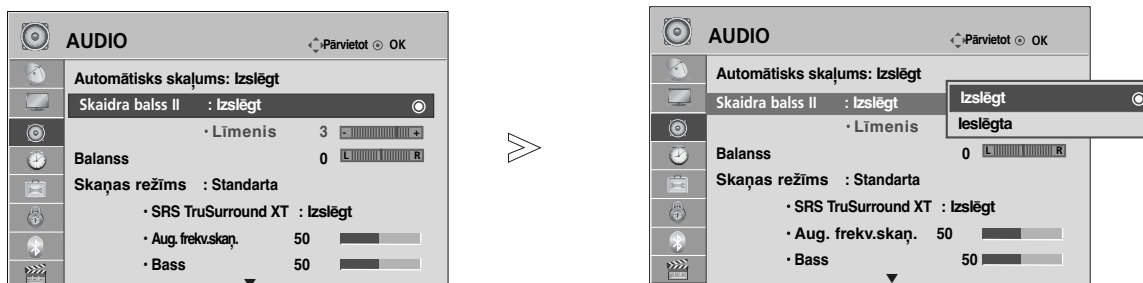 AUDIO
Pārvietot OK
Automātisks skaļums: Izslēgt
Skaidra balss II : Izslēgt
· Līmenis 3 - +
Balanss 0 L R
Skaņas režīms : Standarta
· SRS TruSurround XT : Izslēgt
· Aug. frekv.skaņ. 50
· Bass 50
AUDIO
Pārvietot OK
Automātisks skaļums: Izslēgt
Skaidra balss II : Izslēgt
Izslēgt
Ieslēgta
· Līmenis
Balanss 0 L R
Skaņas režīms : Standarta
· SRS TruSurround XT : Izslēgt
· Aug. frekv.skaņ. 50
· Bass 50